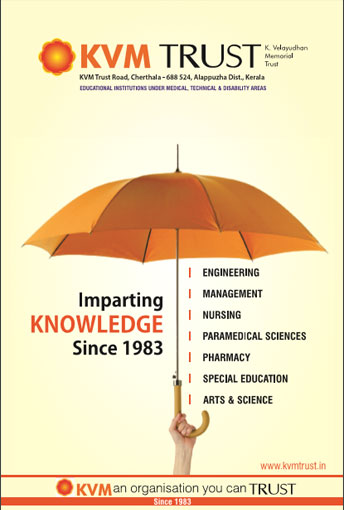 KVM TRUST K. Velayudhan
Memorial
Trust
KVM Trust Road, Cherthala – 688 524, Alappuzha Dist., Kerala
EDUCATIONAL INSTITUTIONS UNDER MEDICAL, TECHNICAL & DISABILITY AREAS
Imparting
KNOWLEDGE
Since 1983
ENGINEERING
MANAGEMENT
NURSING
PARAMEDICAL SCIENCES
PHARMACY
SPECIAL EDUCATION
ARTS & SCIENCE
www.kvmtrust.in
KVM an organisation you can TRUST
Since 1983